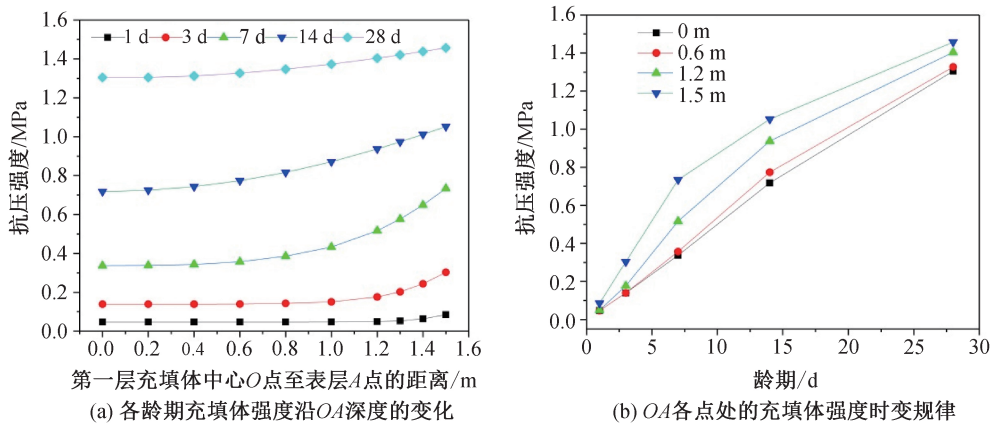 1.6
1.4
1.2
1.0
0.8
0.6
0.4
0.2
0.0
抗压强度/MPa
1 d 3 d 7 d 14 d 28 d
0.0 0.2 0.4 0.6 0.8 1.0 1.2 1.4 1.6
第一层充填体中心O点至表层A点的距离/m
(a) 各龄期充填体强度沿OA深度的变化
1.6
1.4
1.2
1.0
0.8
0.6
0.4
0.2
0.0
抗压强度/MPa
0 m
0.6 m
1.2 m
1.5 m
0 5 10 15 20 25 30
龄期/d
(b) OA各点处的充填体强度时变规律